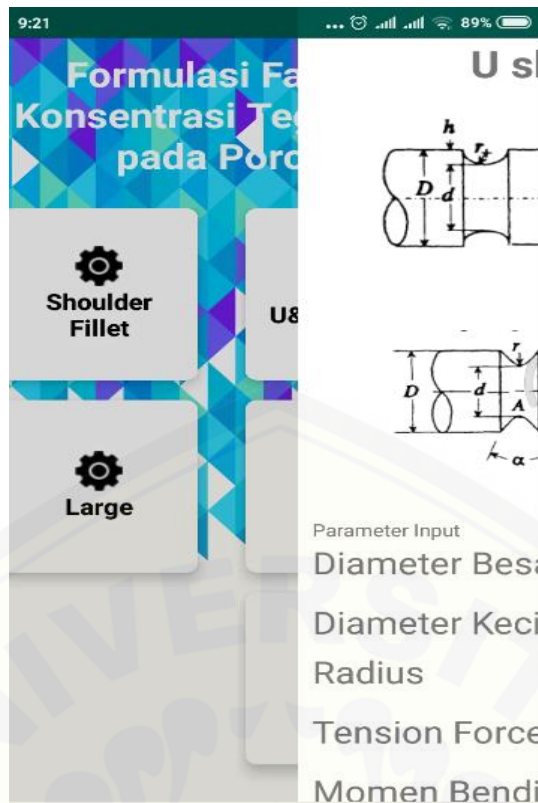 9:21
... 89%
Formulasi Fa
Konsentrasi Teg
pada Poro
Shoulder
Fillet
U&
Large
U sh
h
r
D
d
r
D
d
A
α
Parameter Input
Diameter Besa
Diameter Keci
Radius
Tension Force
Momen Bendi